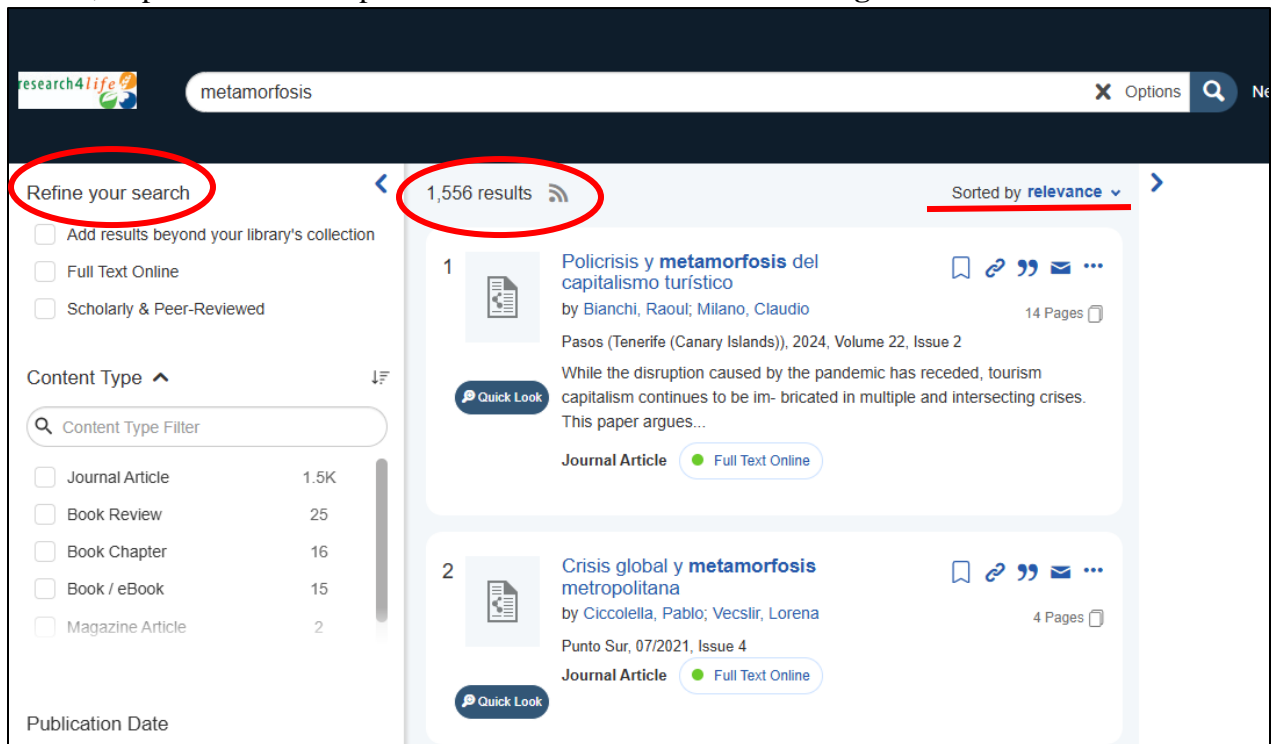 research4life
metamorfosis
Options
Refine your search
Add results beyond your library's collection
Full Text Online
Scholarly & Peer-Reviewed
Content Type
Content Type Filter
Journal Article 1.5K
Book Review 25
Book Chapter 16
Book / eBook 15
Magazine Article 2
Publication Date
1,556 results
Sorted by relevance
1
Policrisis y metamorfosis del
capitalismo turístico
by Bianchi, Raoul; Milano, Claudio
14 Pages
Pasos (Tenerife (Canary Islands)), 2024, Volume 22, Issue 2
While the disruption caused by the pandemic has receded, tourism
Quick Look
capitalism continues to be im- bricated in multiple and intersecting crises.
This paper argues...
Journal Article Full Text Online
2
Crisis global y metamorfosis
metropolitana
by Ciccolella, Pablo; Vecslir, Lorena
4 Pages
Punto Sur, 07/2021, Issue 4
Journal Article Full Text Online
Quick Look